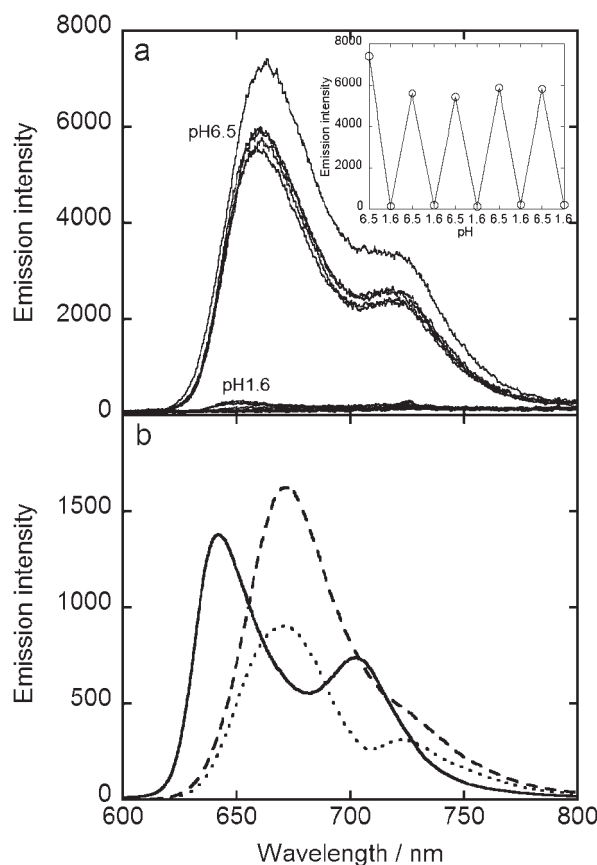 a
8000
6000
4000
2000
0
Emission intensity
pH6.5
pH1.6
8000
6000
4000
2000
0
Emission intensity
6.5 1.6 6.5 1.6 6.5 1.6 6.5 1.6 6.5 1.6
pH
b
1500
1000
500
0
Emission intensity
600 650 700 750 800
Wavelength / nm